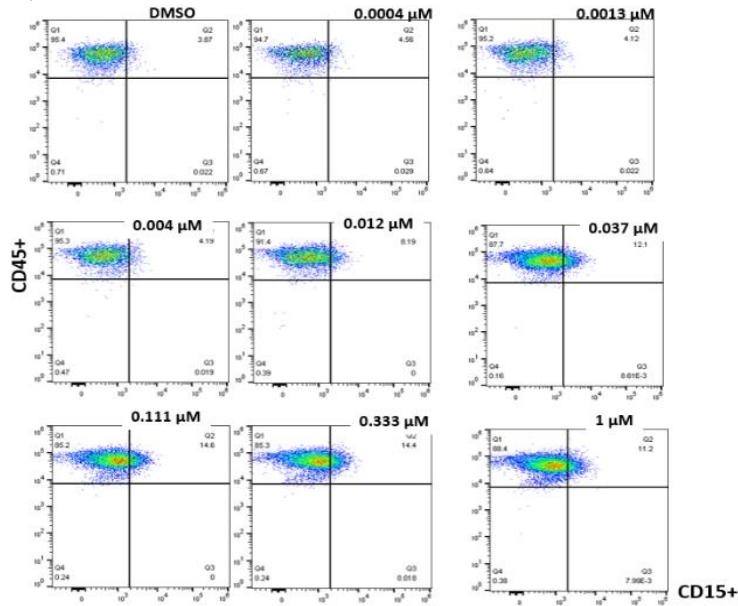 DMSO
Q1
95.4
Q2
3.87
Q4
0.71
Q3
0.022
0.0004 µM
Q1
94.7
Q2
4.56
Q4
0.67
Q3
0.029
0.0013 µM
Q1
95.2
Q2
4.12
Q4
0.64
Q3
0.022
CD45+
0.004 µM
Q1
95.3
4.19
Q4
0.47
Q3
0.019
0.012 µM
Q1
91.4
8.19
Q4
0.39
Q3
0
0.037 µM
Q1
87.7
12.1
Q4
0.16
Q3
8.61E-3
0.111 µM
Q1
85.2
Q2
14.6
Q4
0.24
Q3
0
0.333 µM
Q1
85.3
Q2
14.4
Q4
0.24
Q3
0.018
1 µM
Q1
88.4
Q2
11.2
Q4
0.38
Q3
7.99E-3
CD15+